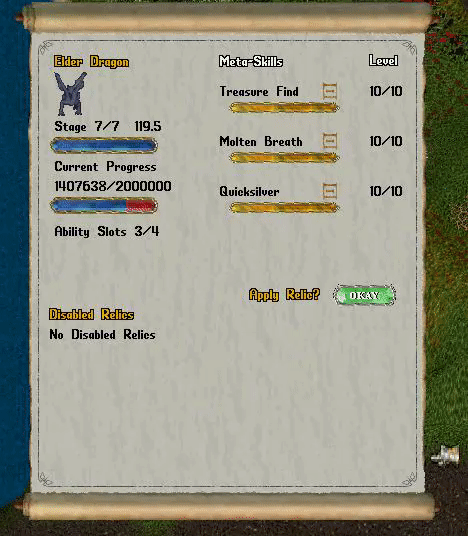 Elder Dragon
Stage 7/7 119.5
Current Progress
1407638/2000000
Ability Slots 3/4
Meta-Skills Level
Treasure Find 10/10
Molten Breath 10/10
Quicksilver 10/10
Apply Relic? OKAY
Disabled Relics
No Disabled Relics